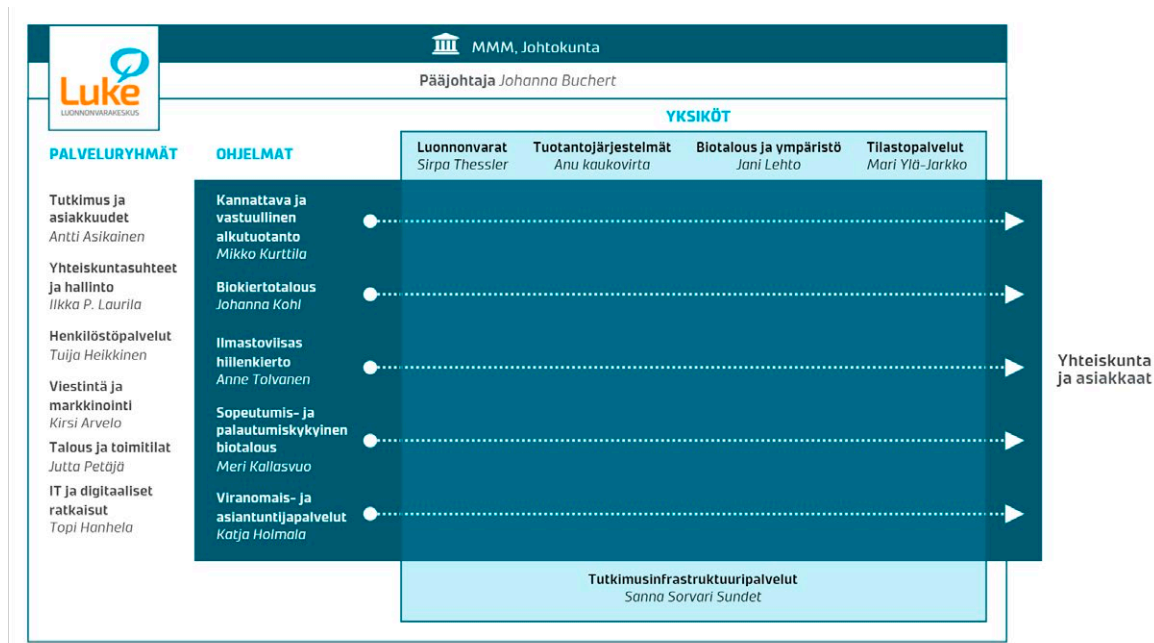 MMM, Johtokunta
Luke
LUONNONVARAKESKUS
Pääjohtaja Johanna Buchert
YKSIKÖT
PALVELURYHMÄT
OHJELMAT
Luonnonvarat
Sirpa Thessler
Tuotantojärjestelmät
Anu kaukovirta
Biotalous ja ympäristö
Jani Lehto
Tilastopalvelut
Mari Ylä-Jarkko
Tutkimus ja
asiakkuudet
Antti Asikainen
Yhteiskuntasuhteet
ja hallinto
Ilkka P. Laurila
Henkilöstöpalvelut
Tuija Heikkinen
Viestintä ja
markkinointi
Kirsi Arvelo
Talous ja toimitilat
Jutta Petäjä
IT ja digitaaliset
ratkaisut
Topi Hanhela
Kannattava ja
vastuullinen
alkutuotanto
Mikko Kurttila
Biokiertotalous
Johanna Kohl
Ilmastoviisas
hiilenkierto
Anne Tolvanen
Sopeutumis- ja
palautumiskykyinen
biotalous
Meri Kallasvuo
Viranomais- ja
asiantuntijapalvelut
Katja Holmala
Yhteiskunta
ja asiakkaat
Tutkimusinfrastruktuuripalvelut
Sanna Sorvari Sundet